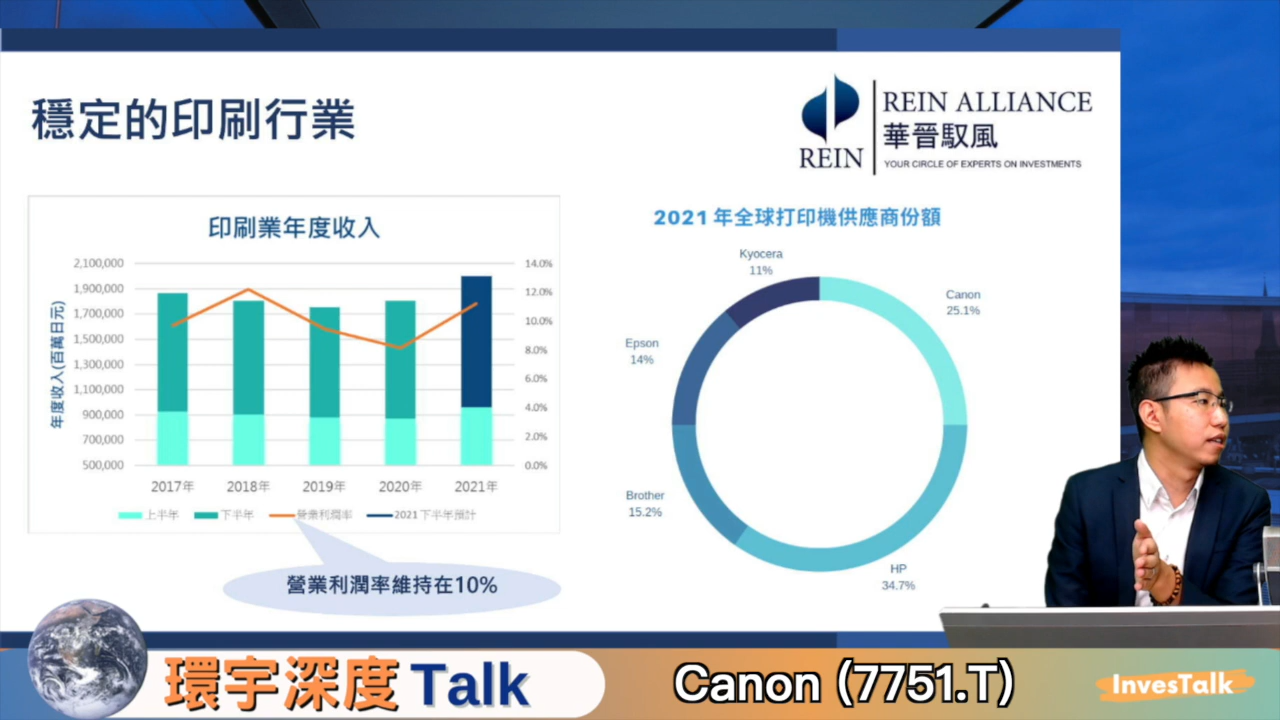 穩定的印刷行業
REIN
REIN ALLIANCE
華晉馭風
YOUR CIRCLE OF EXPERTS ON INVESTMENTS
印刷業年度收入
年度收入(百萬日元)
2,100,000
1,900,000
1,700,000
1,500,000
1,300,000
1,100,000
900,000
700,000
500,000
14.0%
12.0%
10.0%
8.0%
6.0%
4.0%
2.0%
0.0%
2017年 2018年 2019年 2020年 2021年
上半年 下半年 營業利潤率 2021下半年預計
營業利潤率維持在10%
2021年全球打印機供應商份額
Kyocera
11%
Canon
25.1%
Epson
14%
Brother
15.2%
HP
34.7%
環宇深度 Talk
Canon (7751.T)
InvesTalk